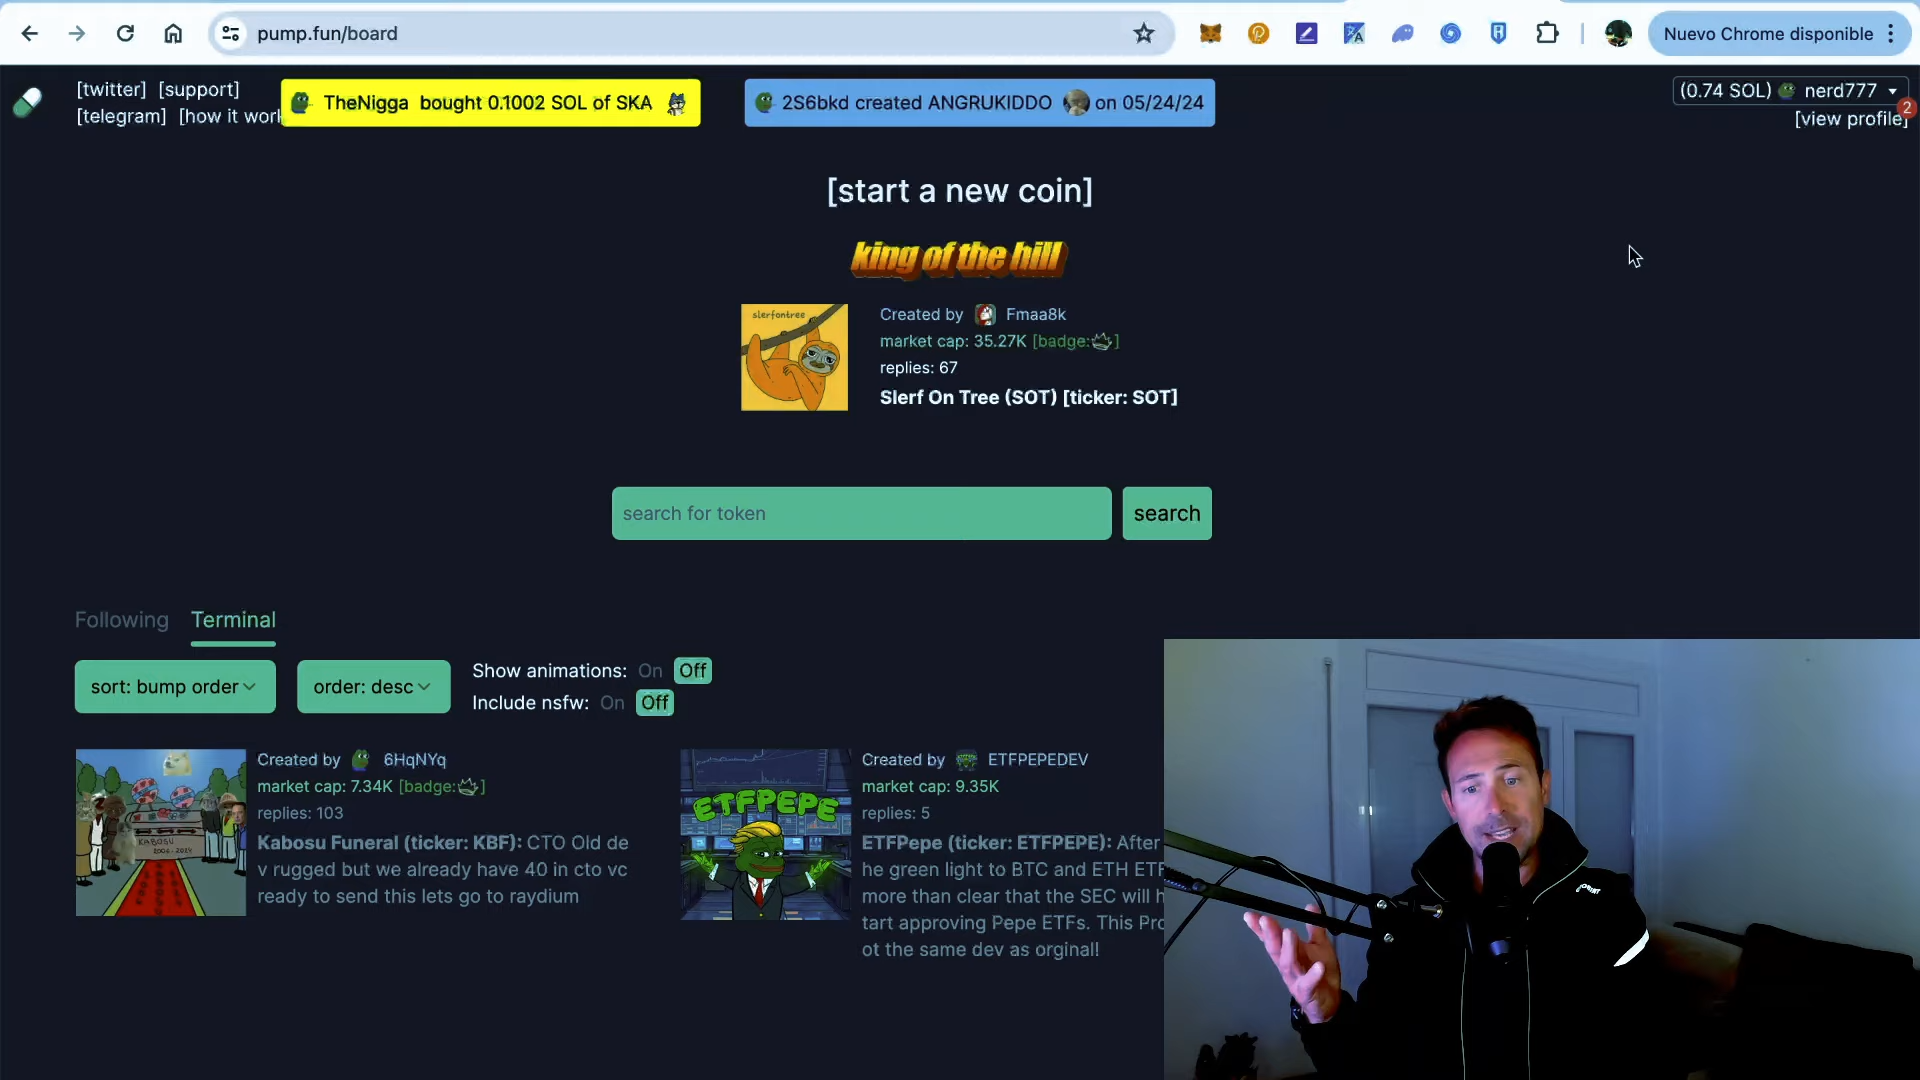 pump.fun/board
Nuevo Chrome disponible
[twitter] [support]
[telegram] [how it work
TheNigga bought 0.1002 SOL of SKA
2S6bkd created ANGRUKIDDO on 05/24/24
(0.74 SOL) nerd777
2
[view profile]
[start a new coin]
king of the hill
slerfontree
Created by Fmaa8k
market cap: 35.27K [badge: ]
replies: 67
Slerf On Tree (SOT) [ticker: SOT]
search for token
search
Following Terminal
sort: bump order
order: desc
Show animations: On Off
Include nsfw: On Off
KABOSU
Created by 6HqNYq
market cap: 7.34K [badge: ]
replies: 103
Kabosu Funeral (ticker: KBF): CTO Old de
v rugged but we already have 40 in cto vc
ready to send this lets go to raydium
ETFPEPE
Created by ETFPEPEDEV
market cap: 9.35K
replies: 5
ETFPepe (ticker: ETFPEPE): After
he green light to BTC and ETH ETF
more than clear that the SEC will h
tart approving Pepe ETFs. This Pro
ot the same dev as orginal!